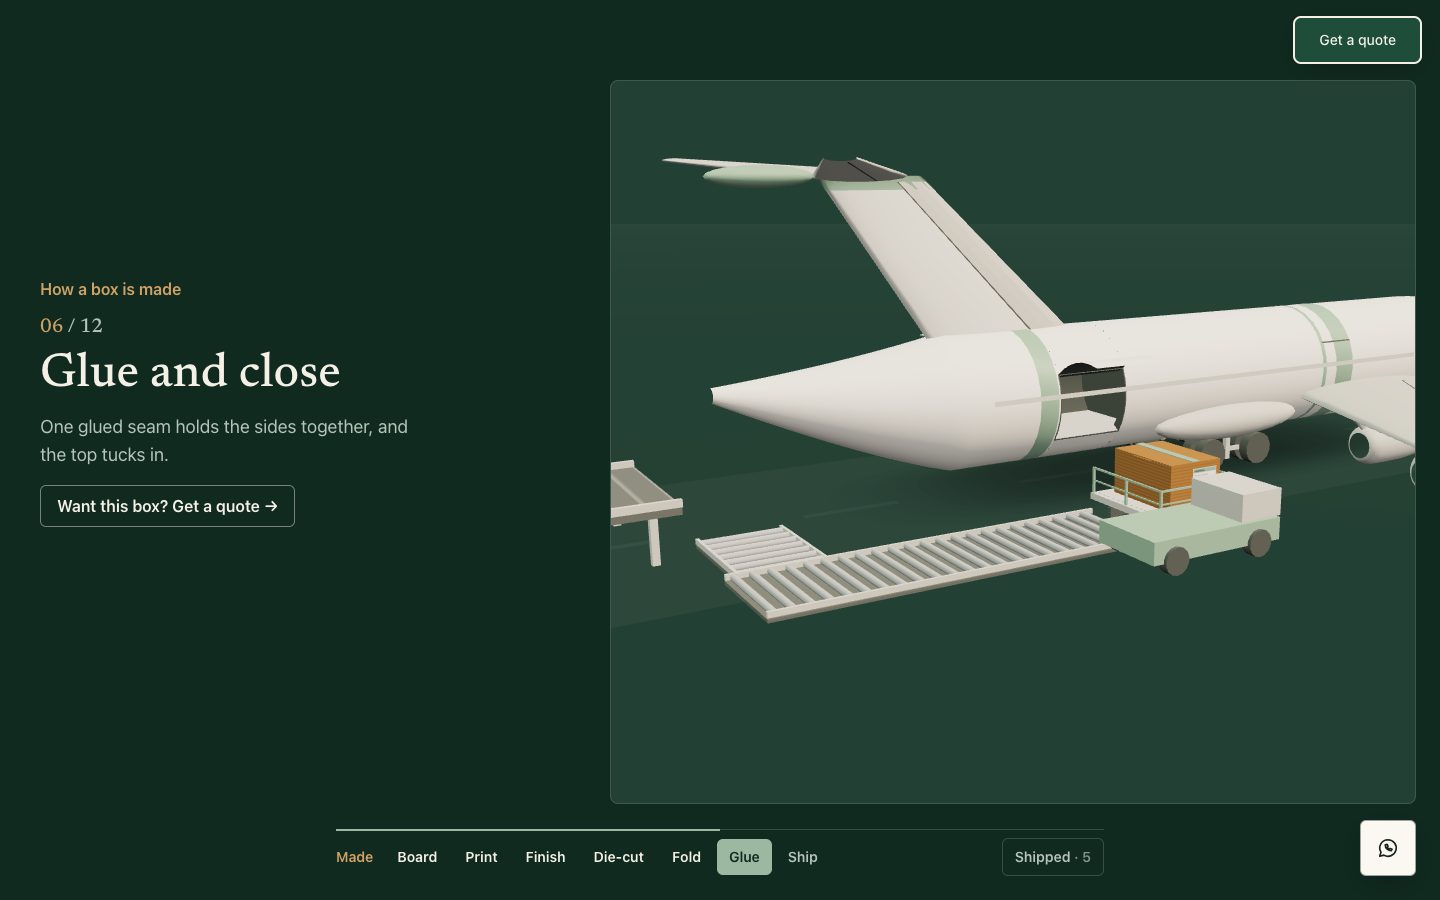 Get a quote
How a box is made
06 / 12
Glue and close
One glued seam holds the sides together, and
the top tucks in.
Want this box? Get a quote →
Made Board Print Finish Die-cut Fold Glue Ship Shipped · 5